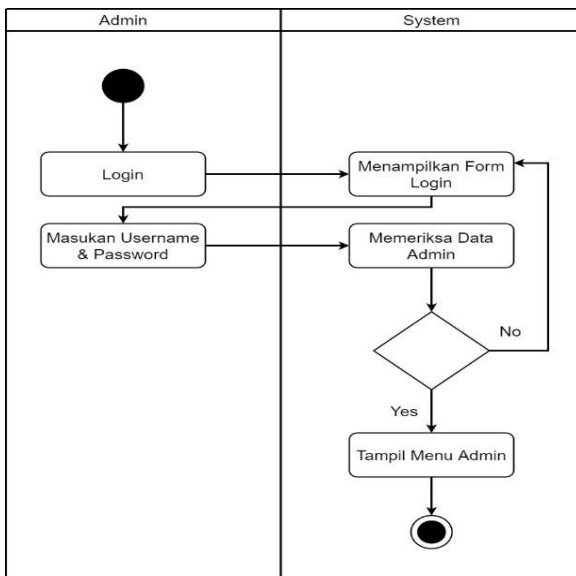 Admin
System
Login
Menampilkan Form
Login
Masukan Username
& Password
Memeriksa Data
Admin
No
Yes
Tampil Menu Admin